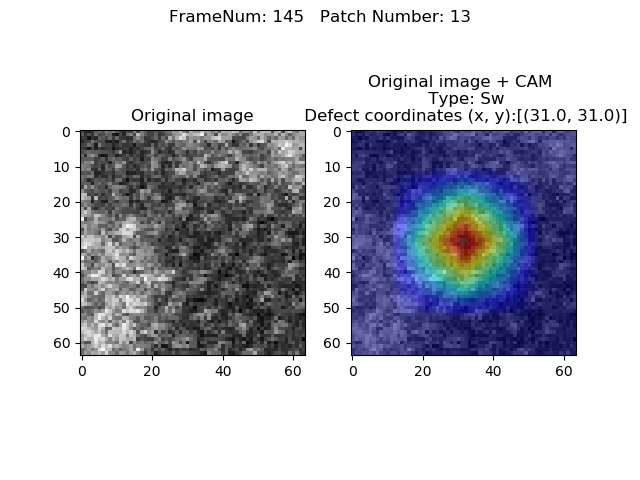 FrameNum: 145   Patch Number: 13
Original image
0
10
20
30
40
50
60
0 20 40 60
Original image + CAM
Type: Sw
Defect coordinates (x, y):[(31.0, 31.0)]
0
10
20
30
40
50
60
0 20 40 60